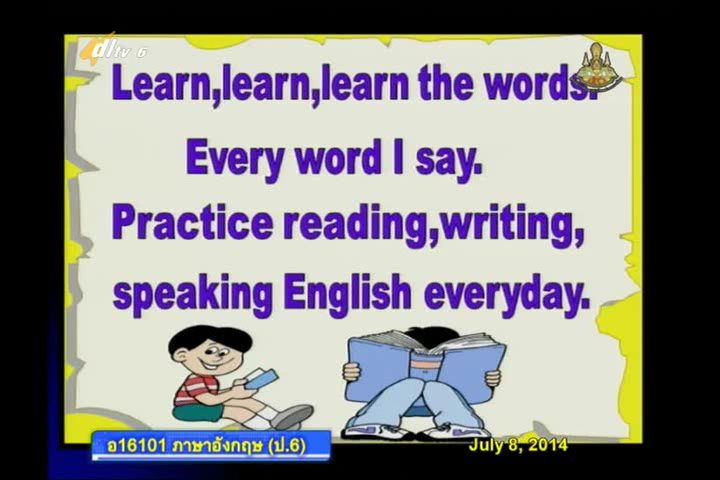 dltv 6
Learn,learn,learn the words.
Every word I say.
Practice reading,writing,
speaking English everyday.
อ16101 ภาษาอังกฤษ (ป.6)
July 8, 2014